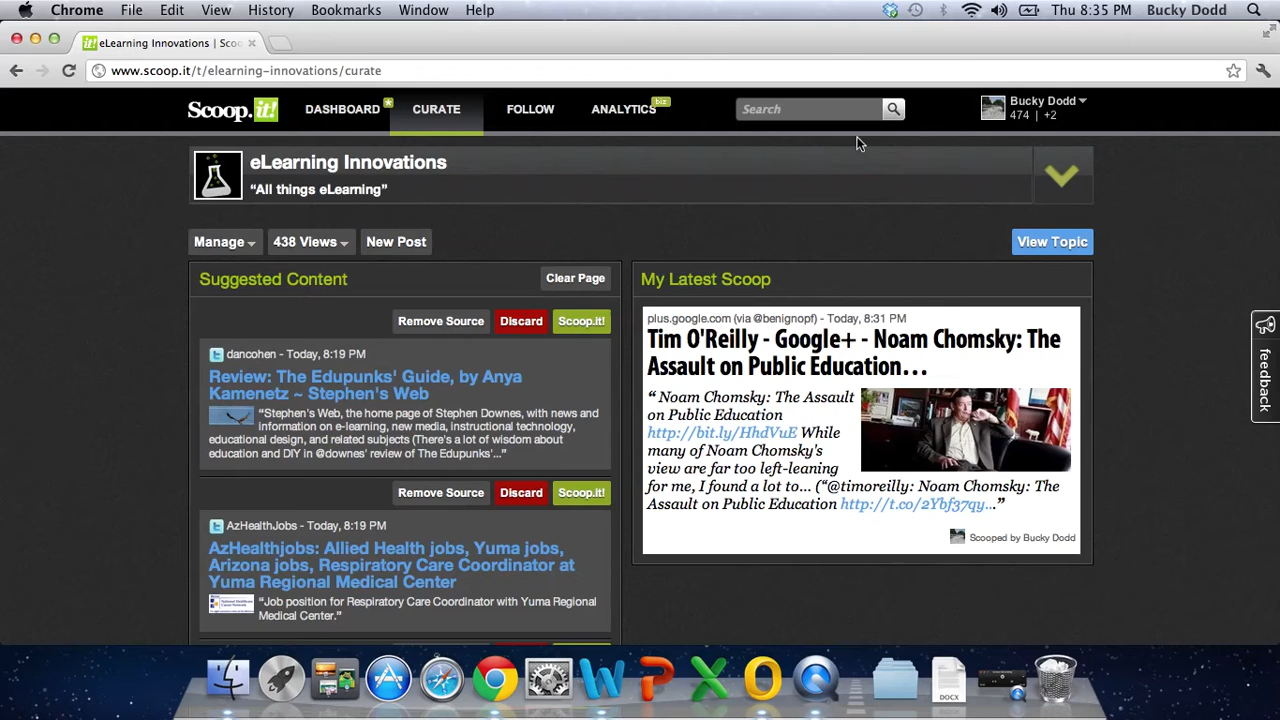 Chrome File Edit View History Bookmarks Window Help Thu 8:35 PM Bucky Dodd
eLearning Innovations | Scoo
www.scoop.it/t/elearning-innovations/curate
Scoop.it! DASHBOARD CURATE FOLLOW ANALYTICS biz Search Bucky Dodd
474 | +2
eLearning Innovations
“All things eLearning”
Manage 438 Views New Post View Topic
Suggested Content Clear Page
Remove Source Discard Scoop.it!
dancohen - Today, 8:19 PM
Review: The Edupunks' Guide, by Anya
Kamenetz ~ Stephen's Web
“Stephen's Web, the home page of Stephen Downes, with news and
information on e-learning, new media, instructional technology,
educational design, and related subjects (There's a lot of wisdom about
education and DIY in @downes' review of The Edupunks'...”
Remove Source Discard Scoop.it!
AzHealthJobs - Today, 8:19 PM
AzHealthjobs: Allied Health jobs, Yuma jobs,
Arizona jobs, Respiratory Care Coordinator at
Yuma Regional Medical Center
“Job position for Respiratory Care Coordinator with Yuma Regional
Medical Center.”
My Latest Scoop
plus.google.com (via @benignopf) - Today, 8:31 PM
Tim O'Reilly - Google+ - Noam Chomsky: The
Assault on Public Education…
“ Noam Chomsky: The Assault
on Public Education
http://bit.ly/HhdVuE While
many of Noam Chomsky's
view are far too left-leaning
for me, I found a lot to... (“@timoreilly: Noam Chomsky: The
Assault on Public Education http://t.co/2Ybf37qy...”
Scooped by Bucky Dodd
feedback
W P X O
DOCX